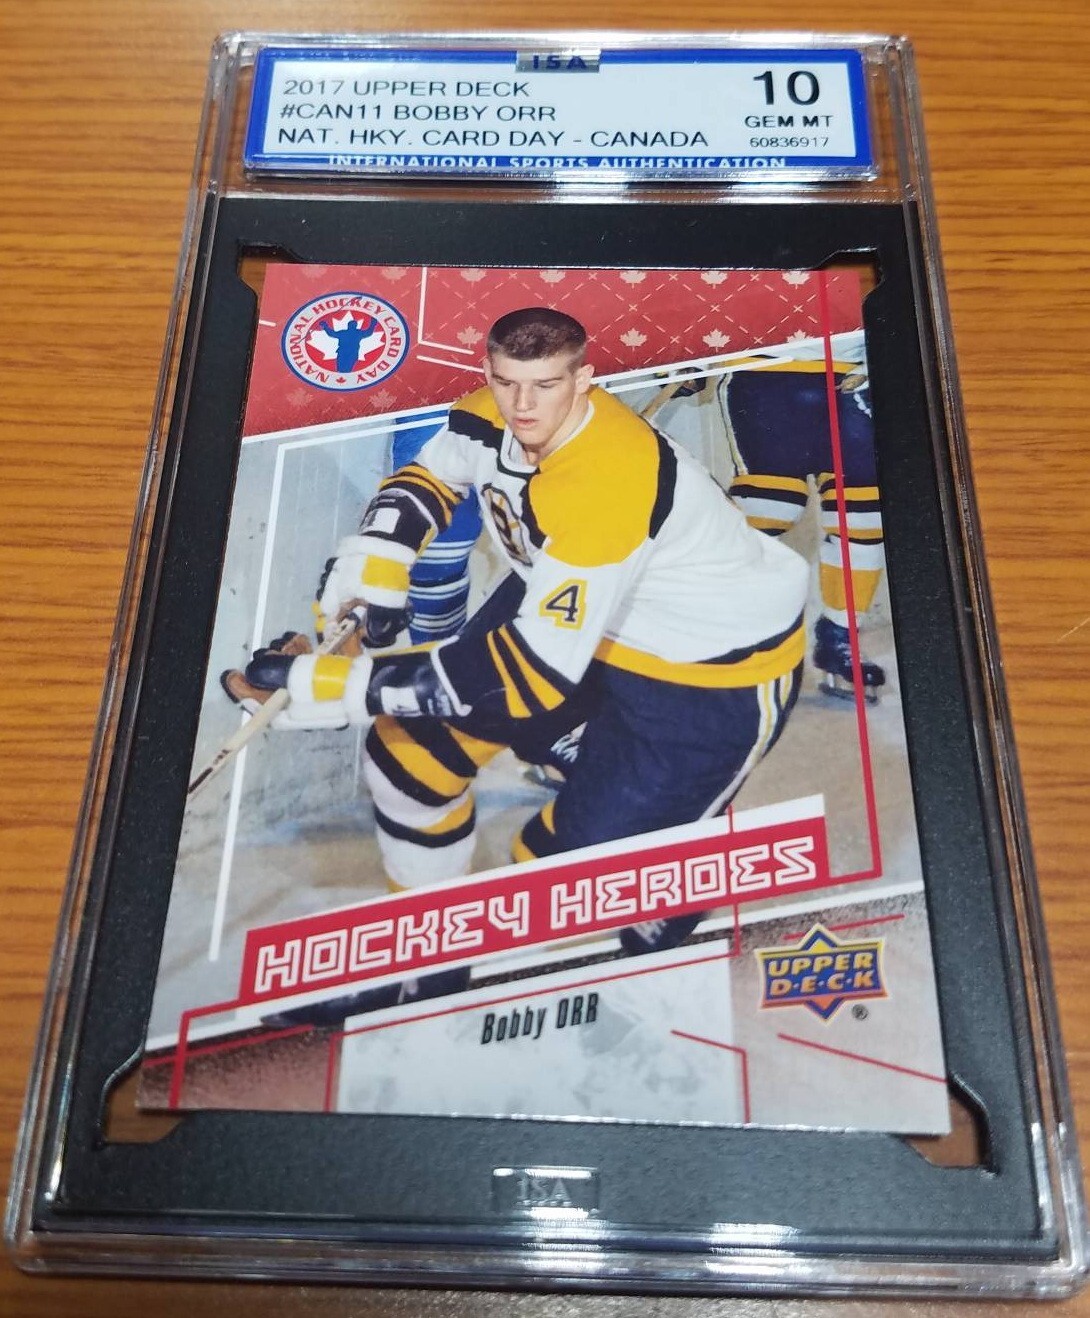 ISA
2017 UPPER DECK
#CAN11 BOBBY ORR
NAT. HKY. CARD DAY - CANADA
10
GEM MT
60836917
INTERNATIONAL SPORTS AUTHENTICATION
NATIONAL HOCKEY CARD DAY
4
HOCKEY HEROES
UPPER
D·E·C·K
®
Bobby ORR
ISA